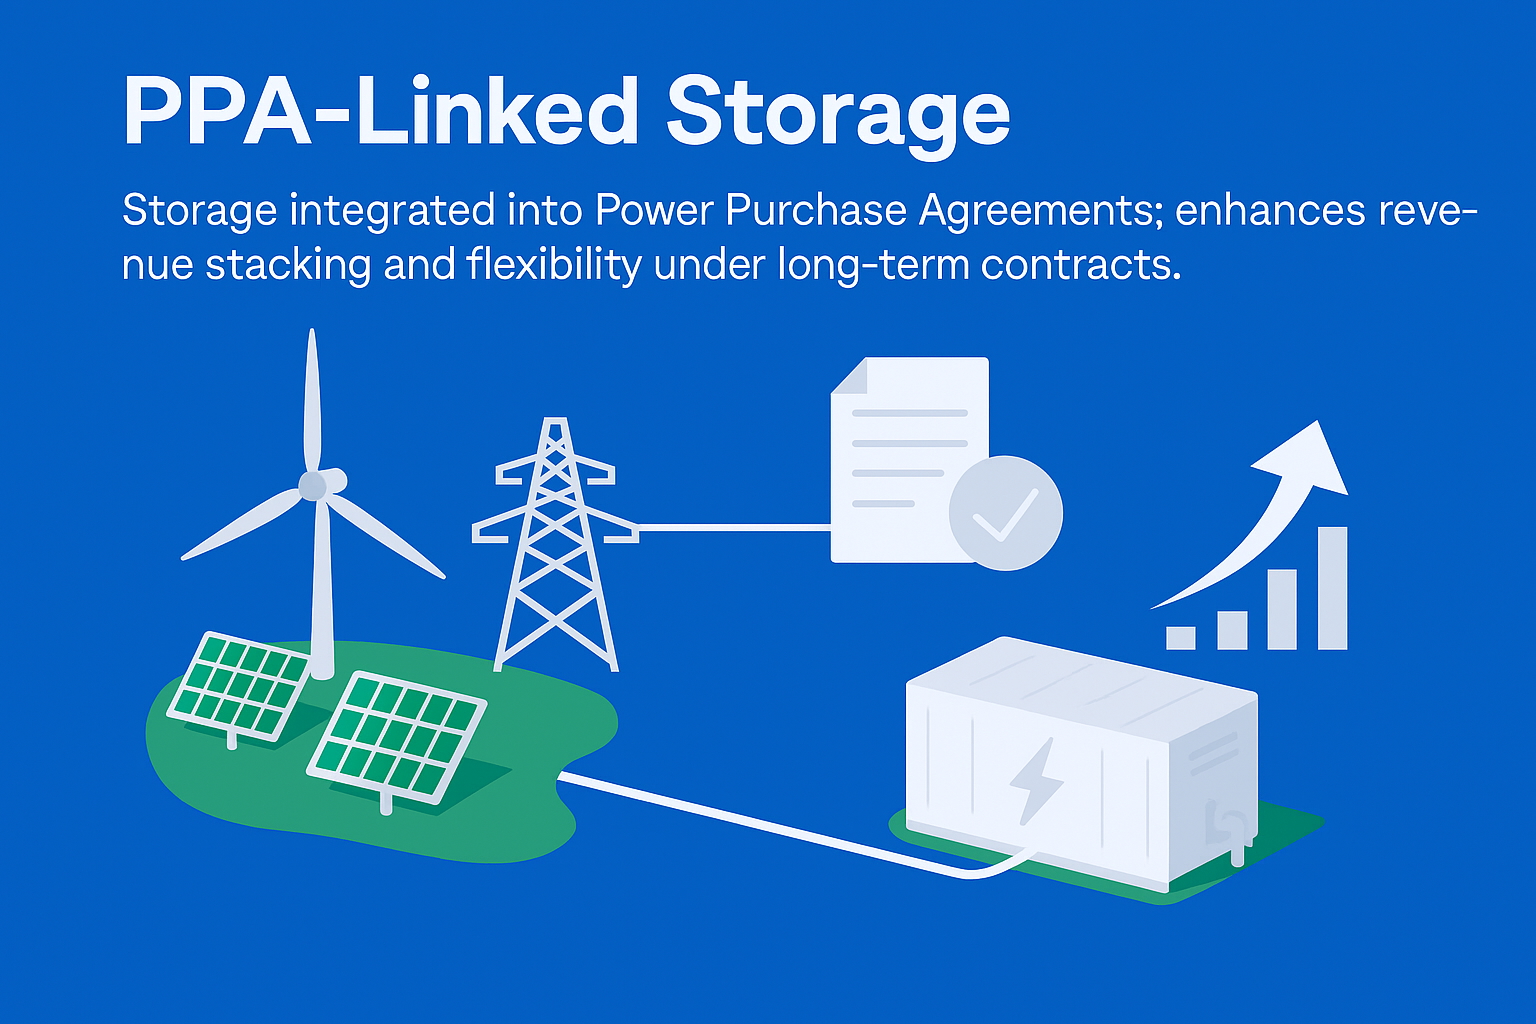 PPA-Linked Storage
Storage integrated into Power Purchase Agreements; enhances reve-
nue stacking and flexibility under long-term contracts.